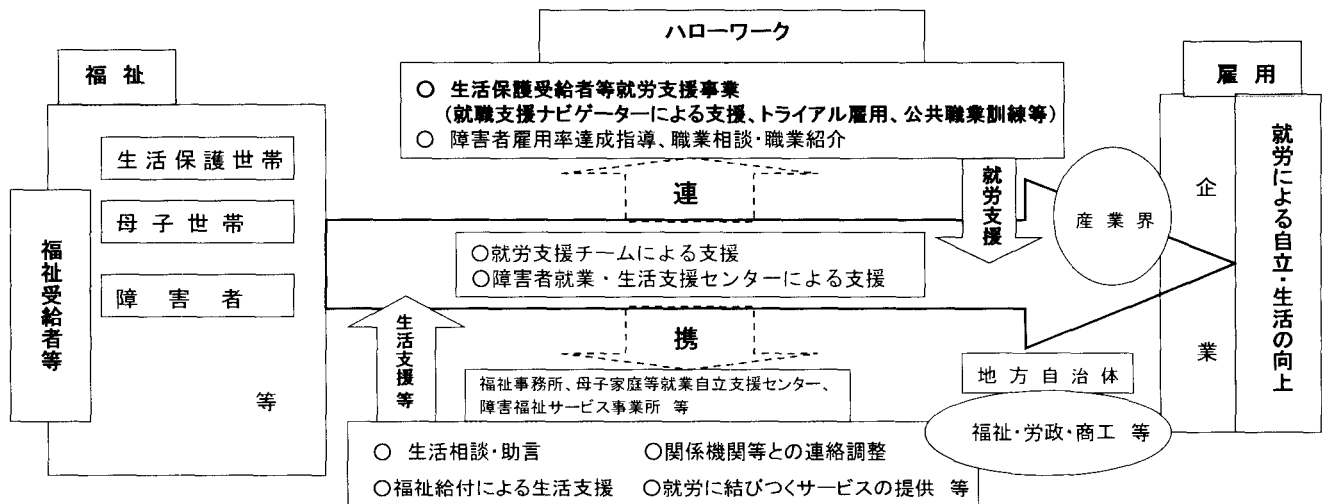 ハローワーク
福祉
雇用
○ 生活保護受給者等就労支援事業
(就職支援ナビゲーターによる支援、トライアル雇用、公共職業訓練等)
○ 障害者雇用率達成指導、職業相談・職業紹介
福祉受給者等
生活保護世帯
母子世帯
障害者
等
連
就労支援
産業界
企業
就労による自立・生活の向上
○就労支援チームによる支援
○障害者就業・生活支援センターによる支援
生活支援等
携
福祉事務所、母子家庭等就業自立支援センター、
障害福祉サービス事業所 等
地方自治体
福祉・労政・商工 等
○ 生活相談・助言 ○関係機関等との連絡調整
○福祉給付による生活支援 ○就労に結びつくサービスの提供 等